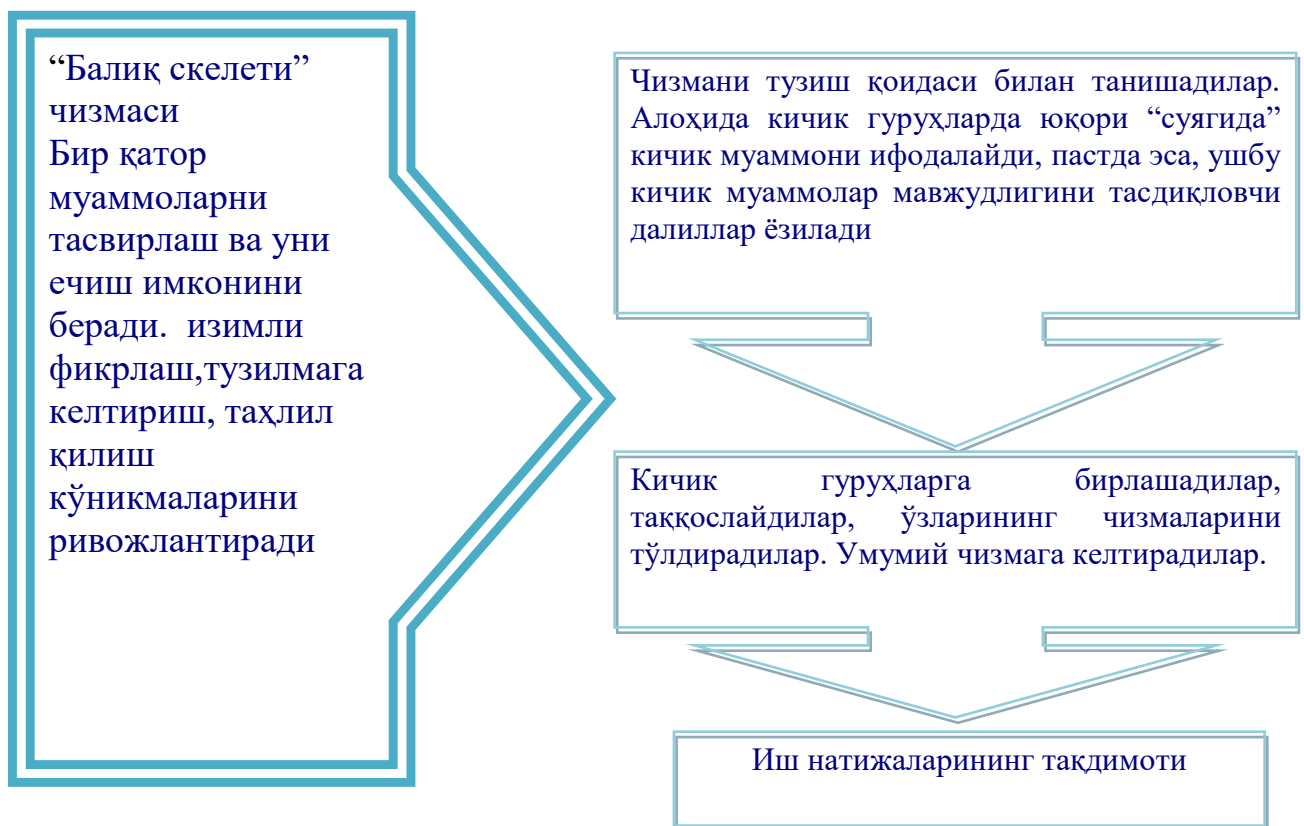 “Балиқ скелети”
чизмаси
Бир қатор
муаммоларни
тасвирлаш ва уни
ечиш имконини
беради. изимли
фикрлаш,тузилмага
келтириш, таҳлил
қилиш
кўникмаларини
ривожлантиради
Чизмани тузиш қоидаси билан танишадилар.
Алоҳида кичик гуруҳларда юқори “суягида”
кичик муаммони ифодалайди, пастда эса, ушбу
кичик муаммолар мавжудлигини тасдиқловчи
далиллар ёзилади
Кичик гуруҳларга бирлашадилар,
таққослайдилар, ўзларининг чизмаларини
тўлдирадилар. Умумий чизмага келтирадилар.
Иш натижаларининг тақдимоти